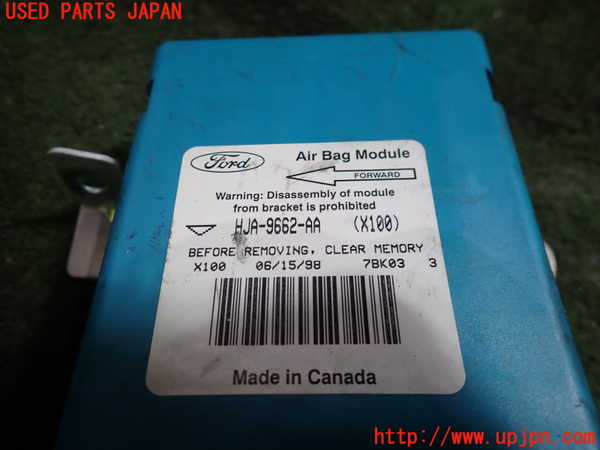 USED PARTS JAPAN
Ford
Air Bag Module
FORWARD
Warning: Disassembly of module
from bracket is prohibited
HJA-9662-AA (X100)
BEFORE REMOVING, CLEAR MEMORY
X100 06/15/98 7BK03 3
Made in Canada
http://www.upjpn.com/